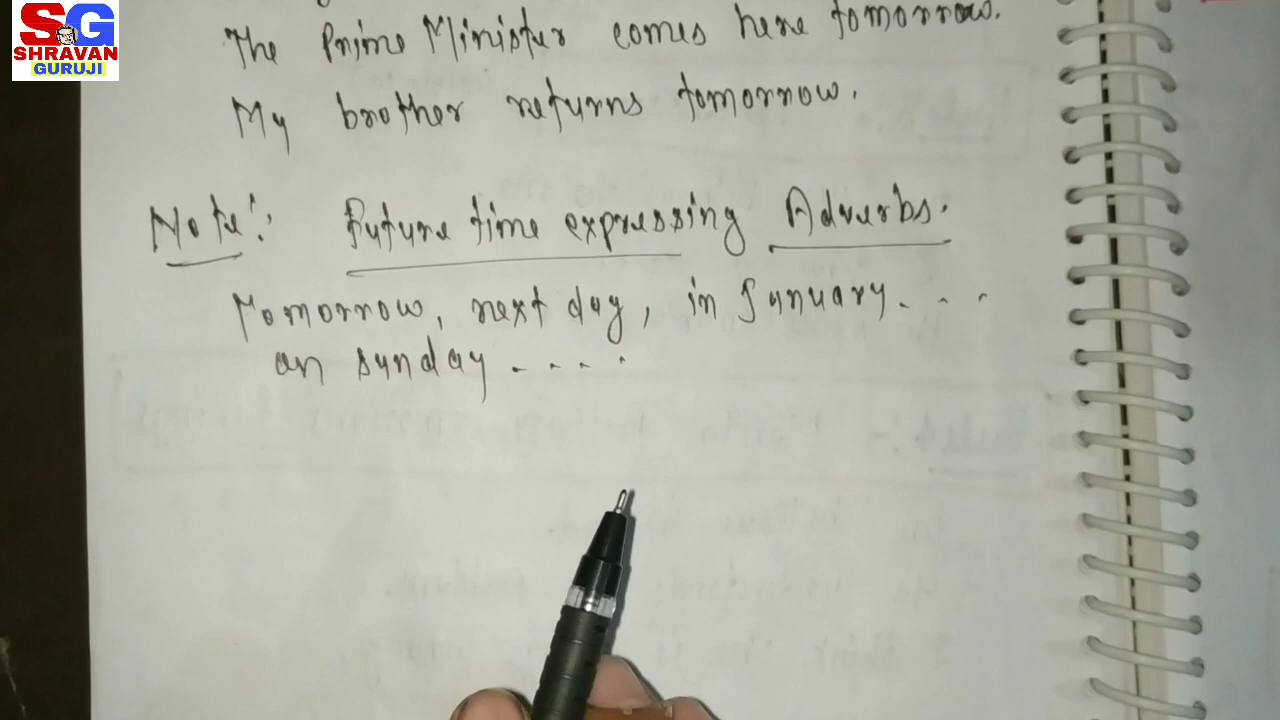 SG
SHRAVAN
GURUJI
The Prime Minister comes here tomorrow.
My brother returns tomorrow.
Note: Future time expressing Adverbs.
Tomorrow, next day, in January...
on sunday ....